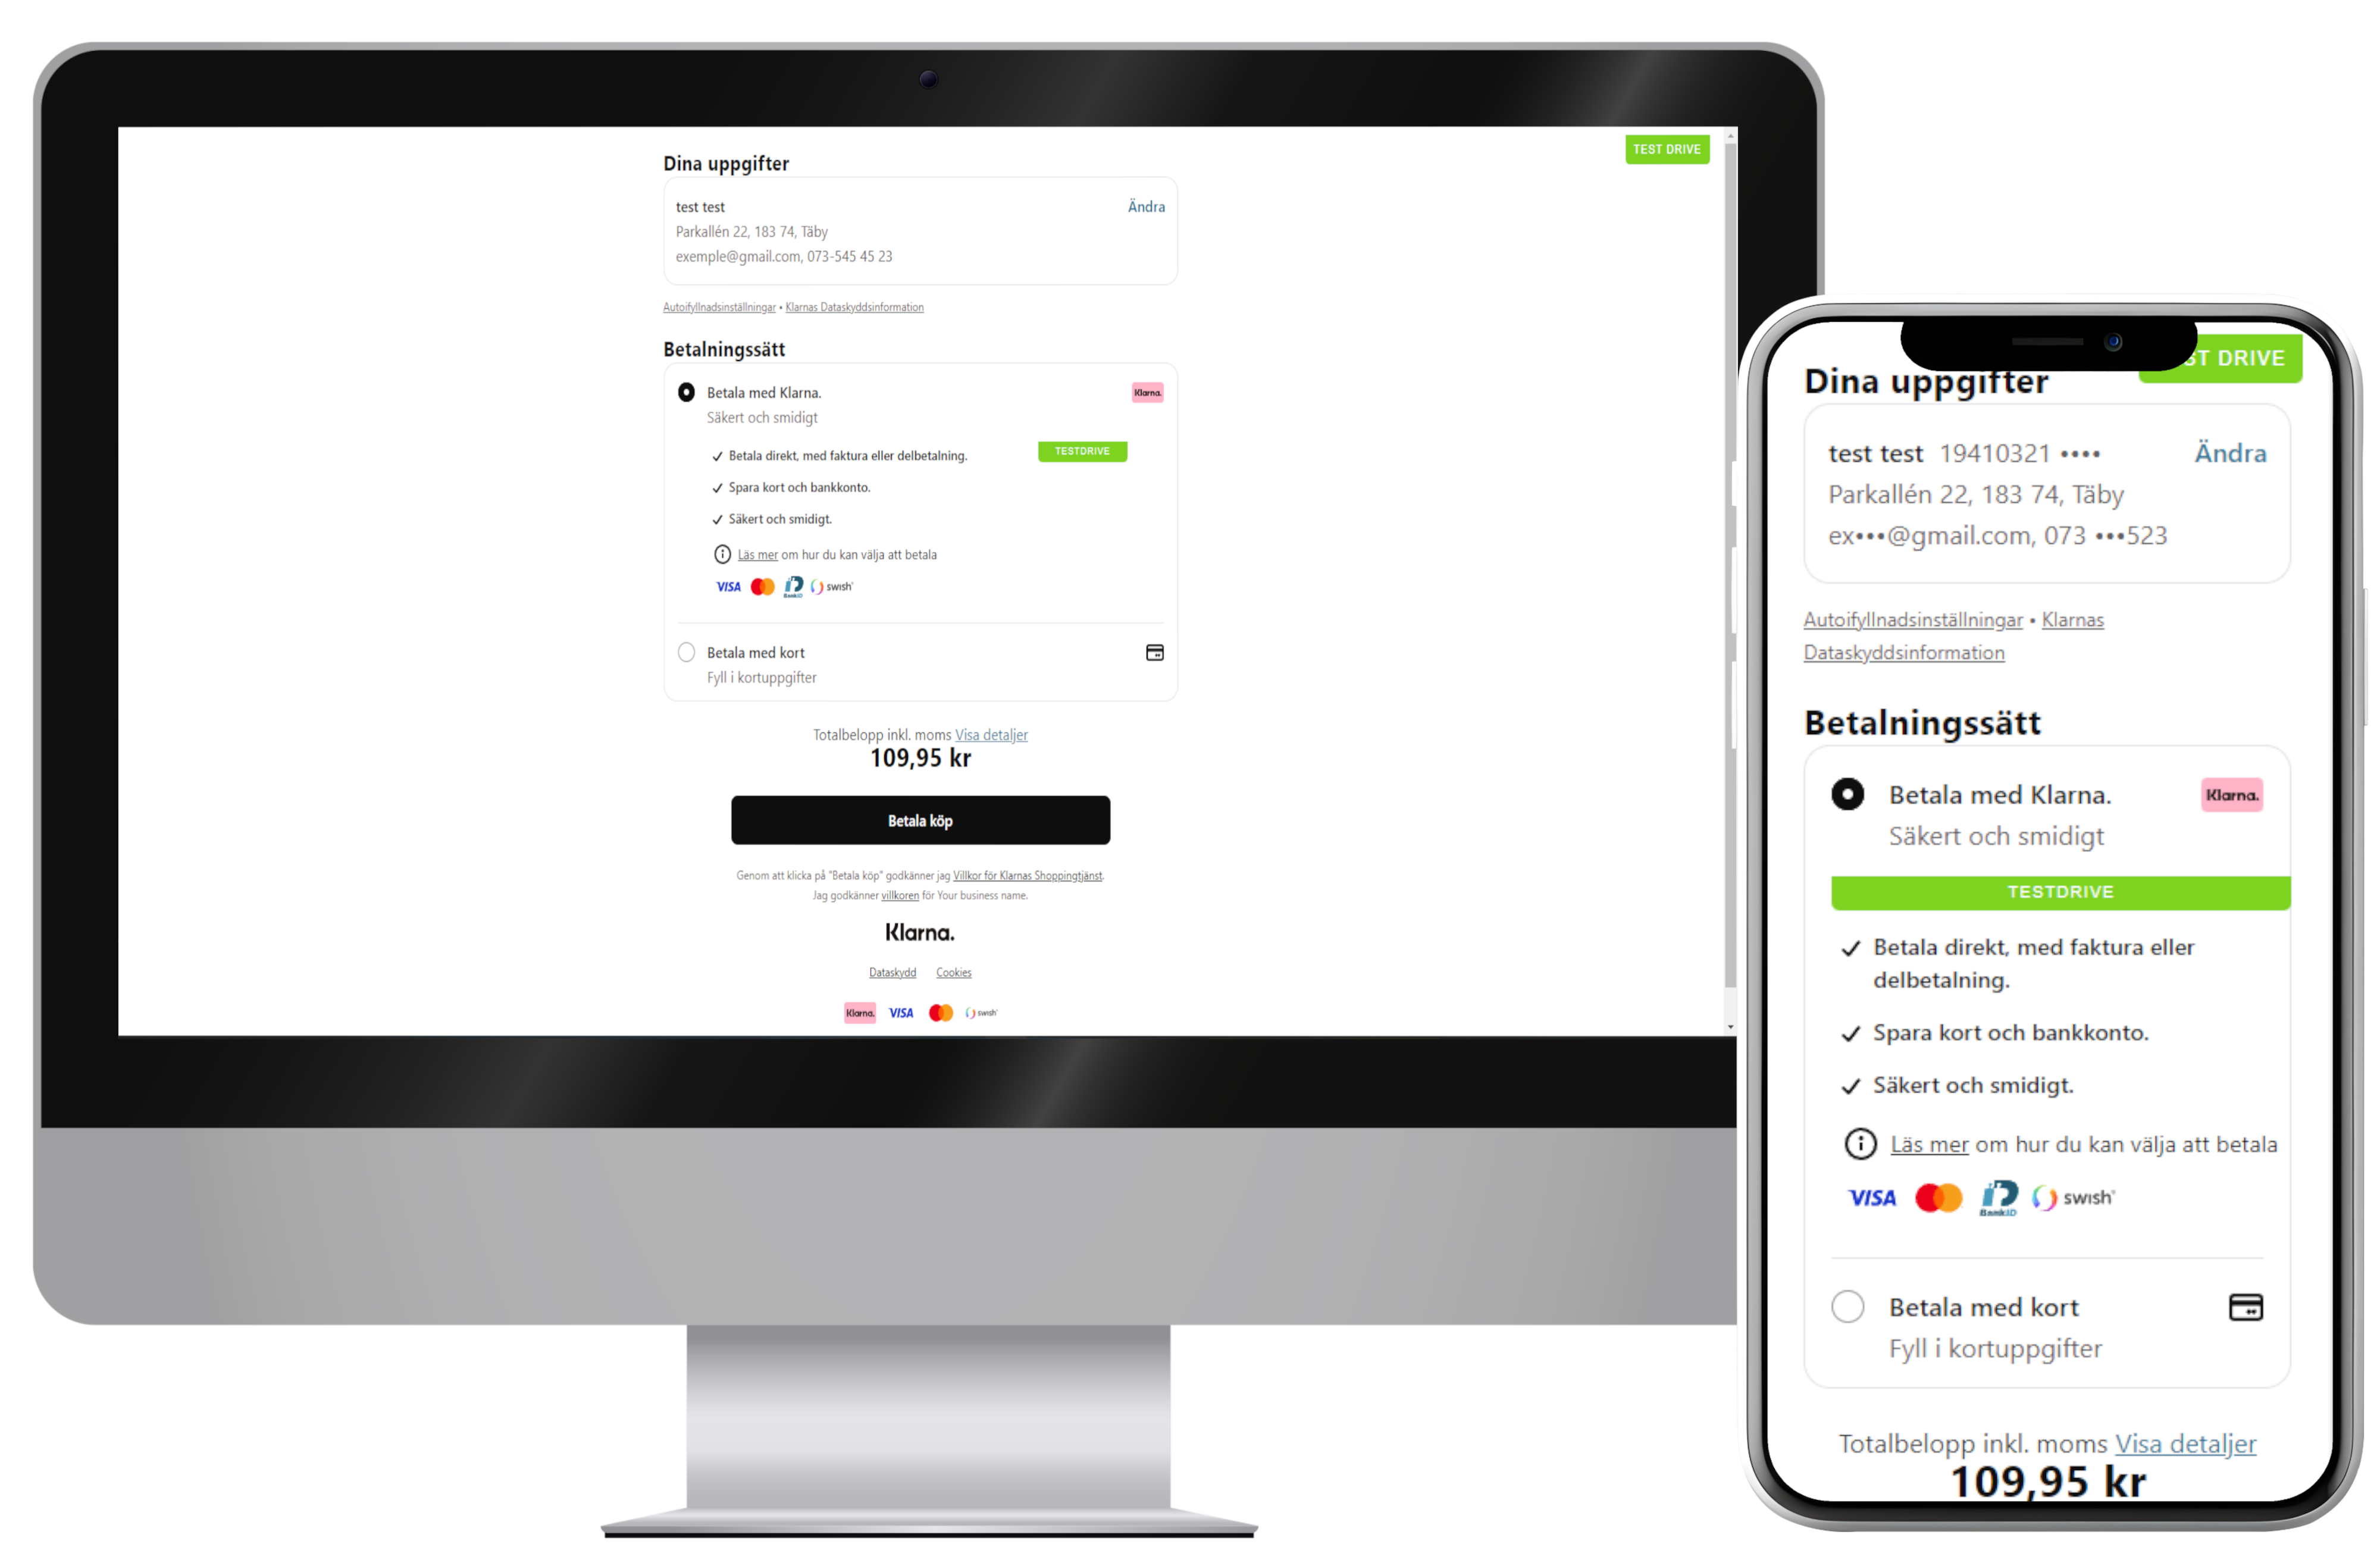 TEST DRIVE
Dina uppgifter
test test
Ändra
Parkallén 22, 183 74, Täby
exemple@gmail.com, 073-545 45 23
Autoifyllnadsinställningar • Klarnas Dataskyddsinformation
Betalningssätt
Betala med Klarna.
Klarna.
Säkert och smidigt
Betala direkt, med faktura eller delbetalning.
TESTDRIVE
Spara kort och bankkonto.
Säkert och smidigt.
Läs mer om hur du kan välja att betala
VISA BankID swish
Betala med kort
Fyll i kortuppgifter
Totalbelopp inkl. moms Visa detaljer
109,95 kr
Betala köp
Genom att klicka på "Betala köp" godkänner jag Villkor för Klarnas Shoppingtjänst.
Jag godkänner villkoren för Your business name.
Klarna.
Dataskydd Cookies
Klarna. VISA swish
ST DRIVE
Dina uppgifter
test test 19410321 ••••
Ändra
Parkallén 22, 183 74, Täby
ex•••@gmail.com, 073 •••523
Autoifyllnadsinställningar • Klarnas
Dataskyddsinformation
Betalningssätt
Betala med Klarna.
Klarna.
Säkert och smidigt
TESTDRIVE
Betala direkt, med faktura eller
delbetalning.
Spara kort och bankkonto.
Säkert och smidigt.
Läs mer om hur du kan välja att betala
VISA BankID swish
Betala med kort
Fyll i kortuppgifter
Totalbelopp inkl. moms Visa detaljer
109,95 kr